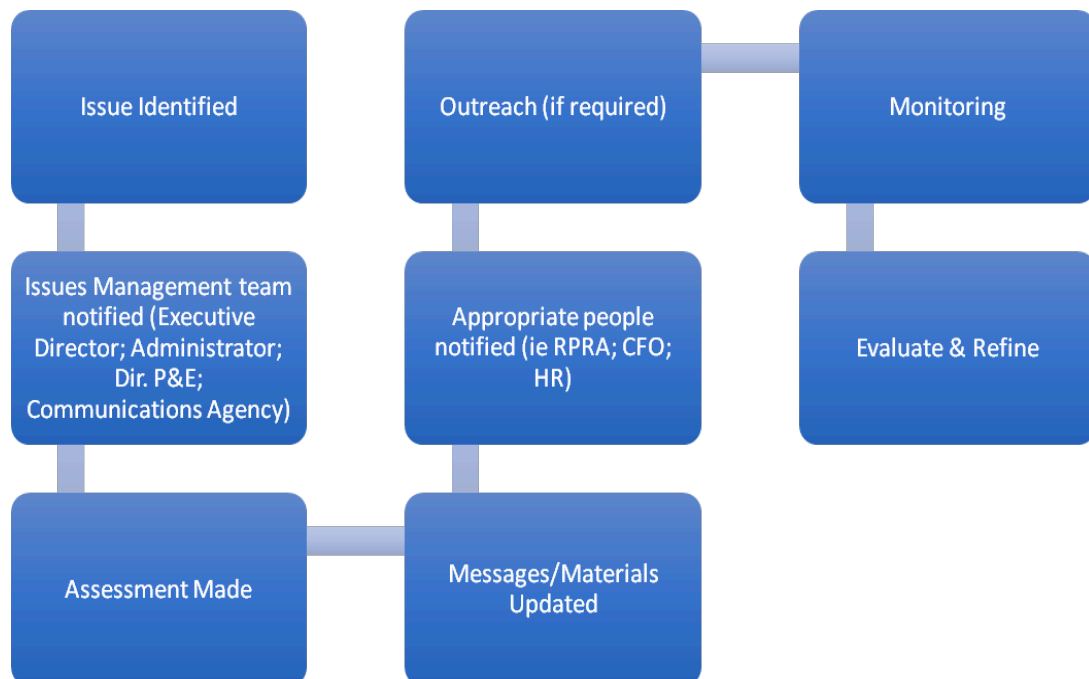 Issue Identified
Issues Management team
notified (Executive
Director; Administrator;
Dir. P&E;
Communications Agency)
Assessment Made
Messages/Materials
Updated
Appropriate people
notified (ie RPRA; CFO;
HR)
Outreach (if required)
Monitoring
Evaluate & Refine